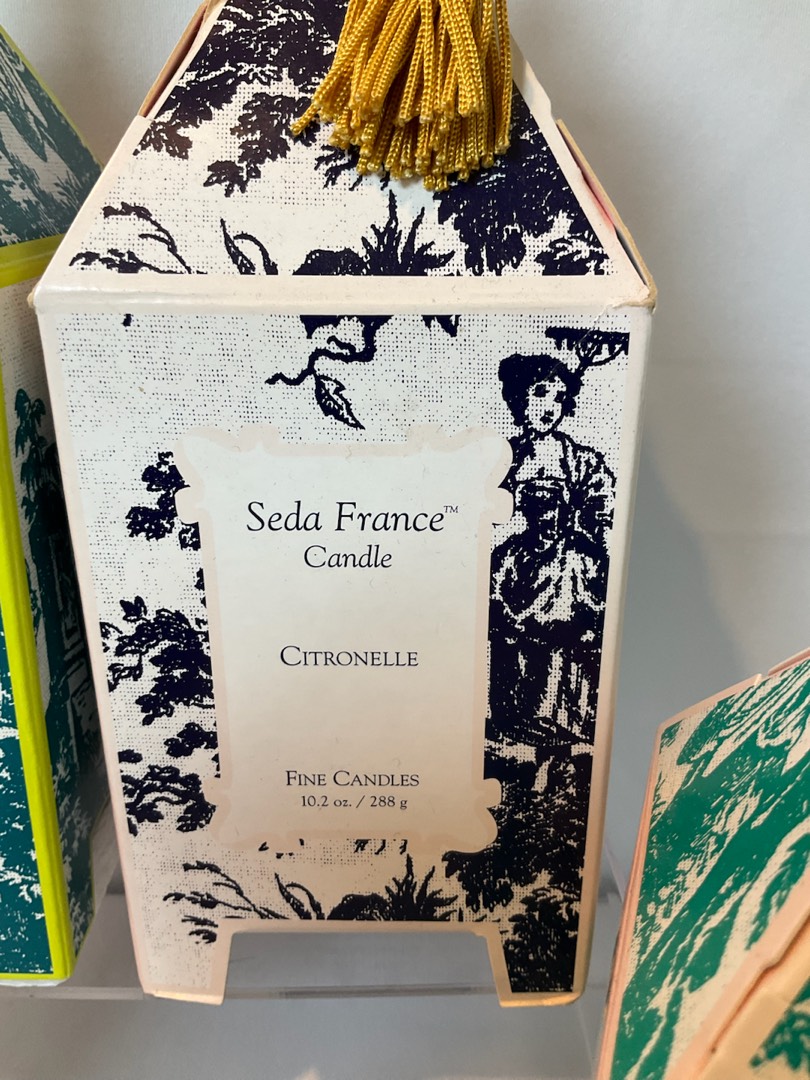 Seda France™
Candle
CITRONELLE
FINE CANDLES
10.2 oz. / 288 g